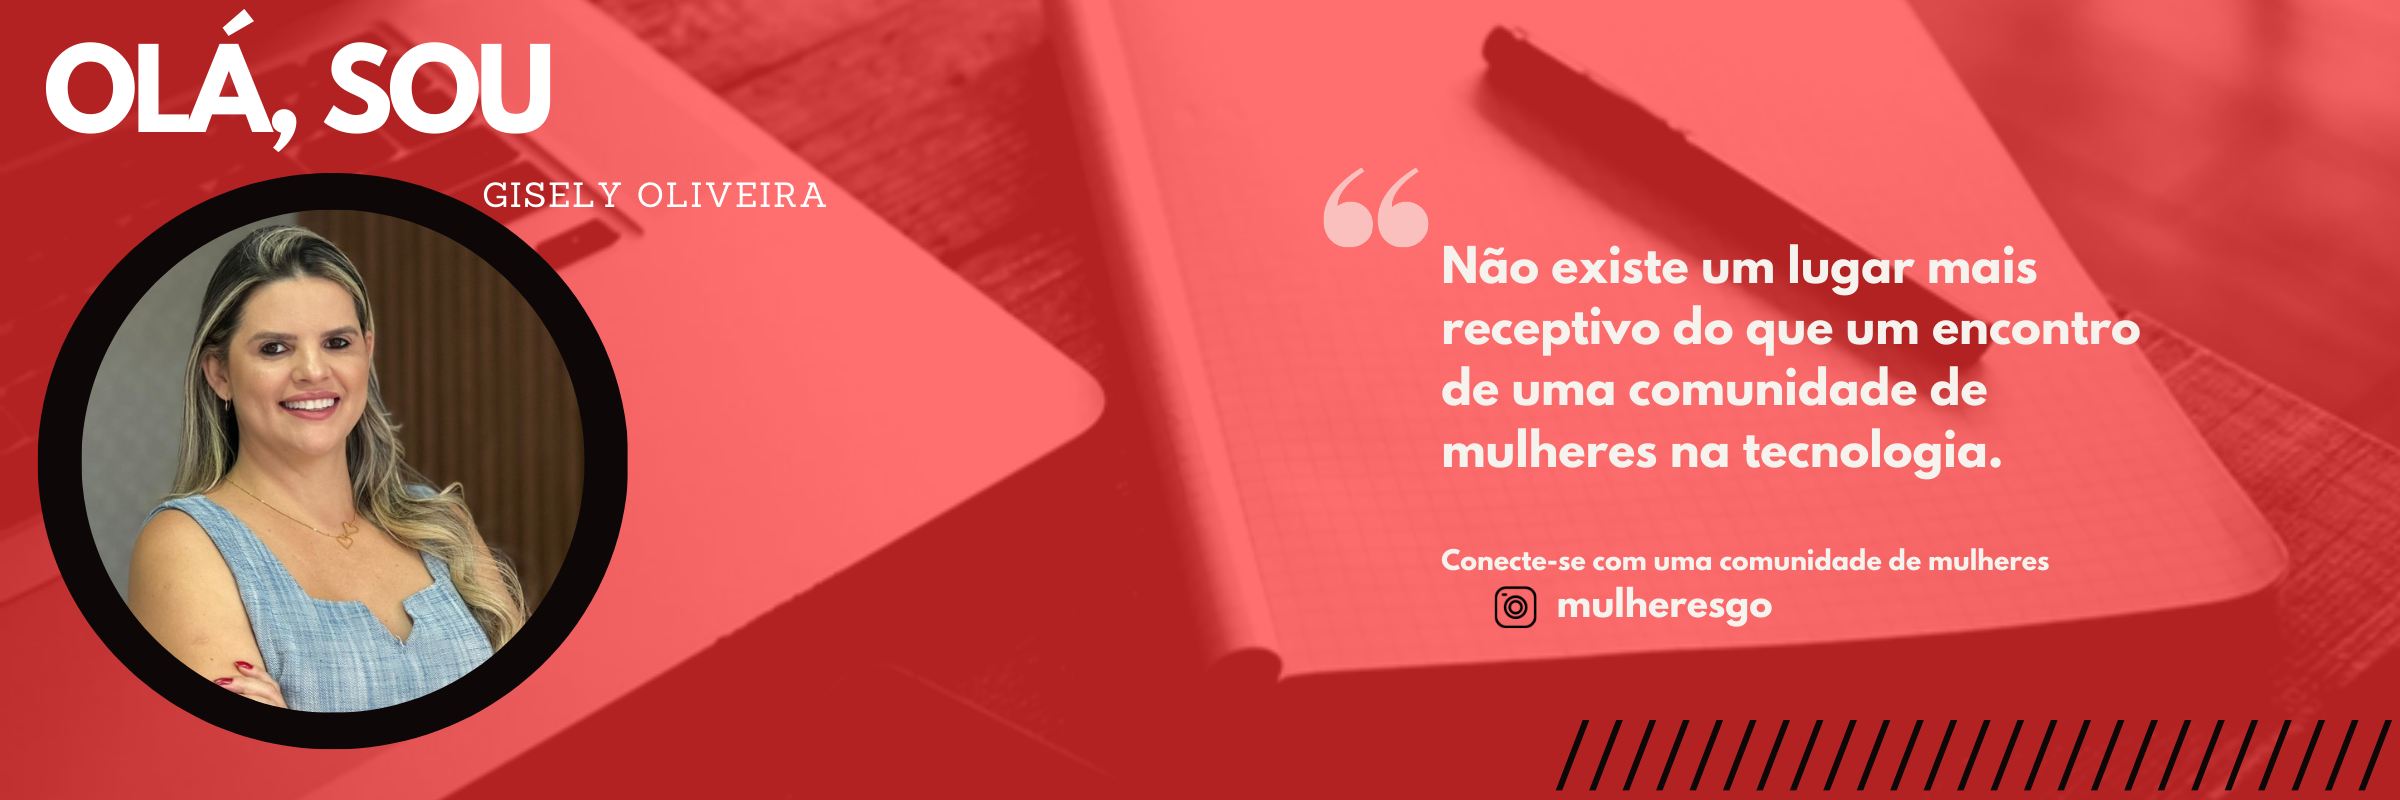 OLÁ, SOU
GISELY OLIVEIRA
Não existe um lugar mais
receptivo do que um encontro
de uma comunidade de
mulheres na tecnologia.
Conecte-se com uma comunidade de mulheres
mulheresgo